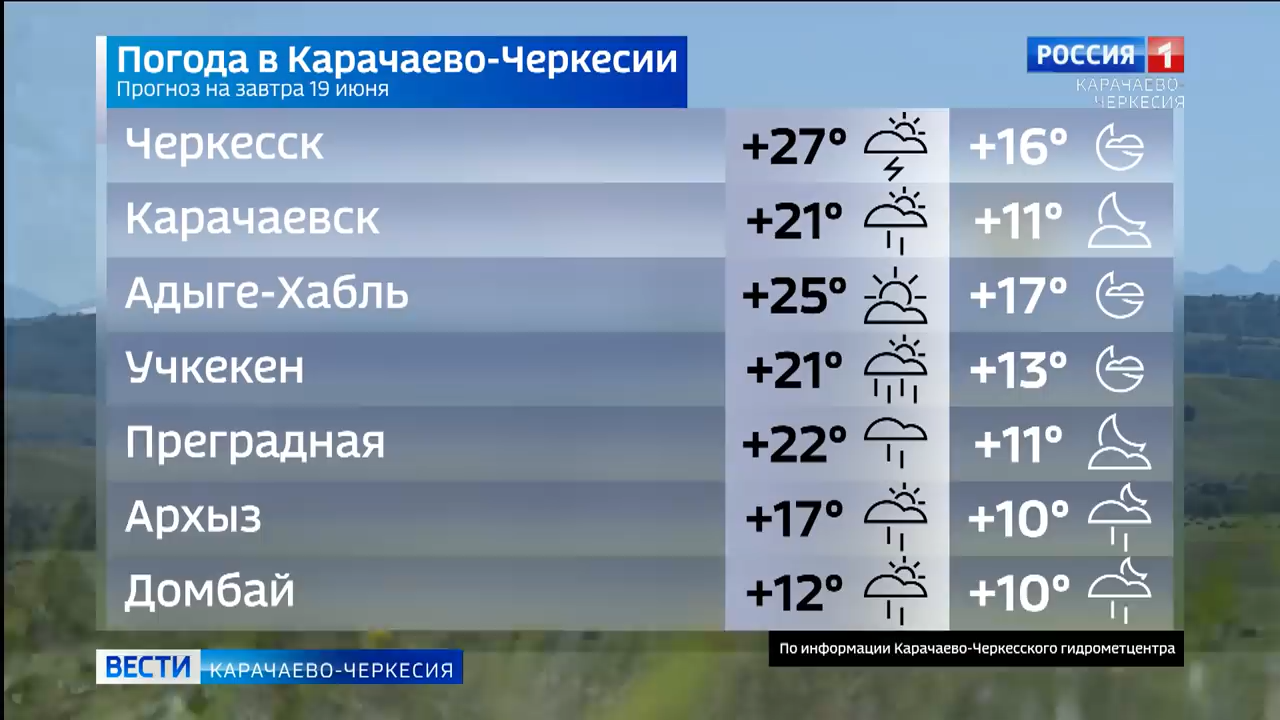 Погода в Карачаево-Черкесии
Прогноз на завтра 19 июня
РОССИЯ 1
КАРАЧАЕВО-
ЧЕРКЕСИЯ
Черкесск +27° +16°
Карачаевск +21° +11°
Адыге-Хабль +25° +17°
Учкекен +21° +13°
Преградная +22° +11°
Архыз +17° +10°
Домбай +12° +10°
По информации Карачаево-Черкесского гидрометцентра
ВЕСТИ КАРАЧАЕВО-ЧЕРКЕСИЯ